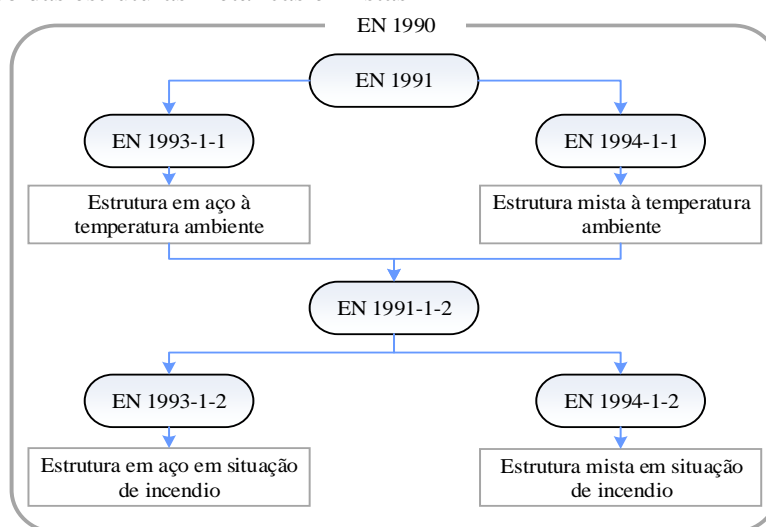 EN 1990
EN 1991
EN 1993-1-1
EN 1994-1-1
Estrutura em aço à
temperatura ambiente
Estrutura mista à temperatura
ambiente
EN 1991-1-2
EN 1993-1-2
EN 1994-1-2
Estrutura em aço em situação
de incendio
Estrutura mista em situação
de incendio